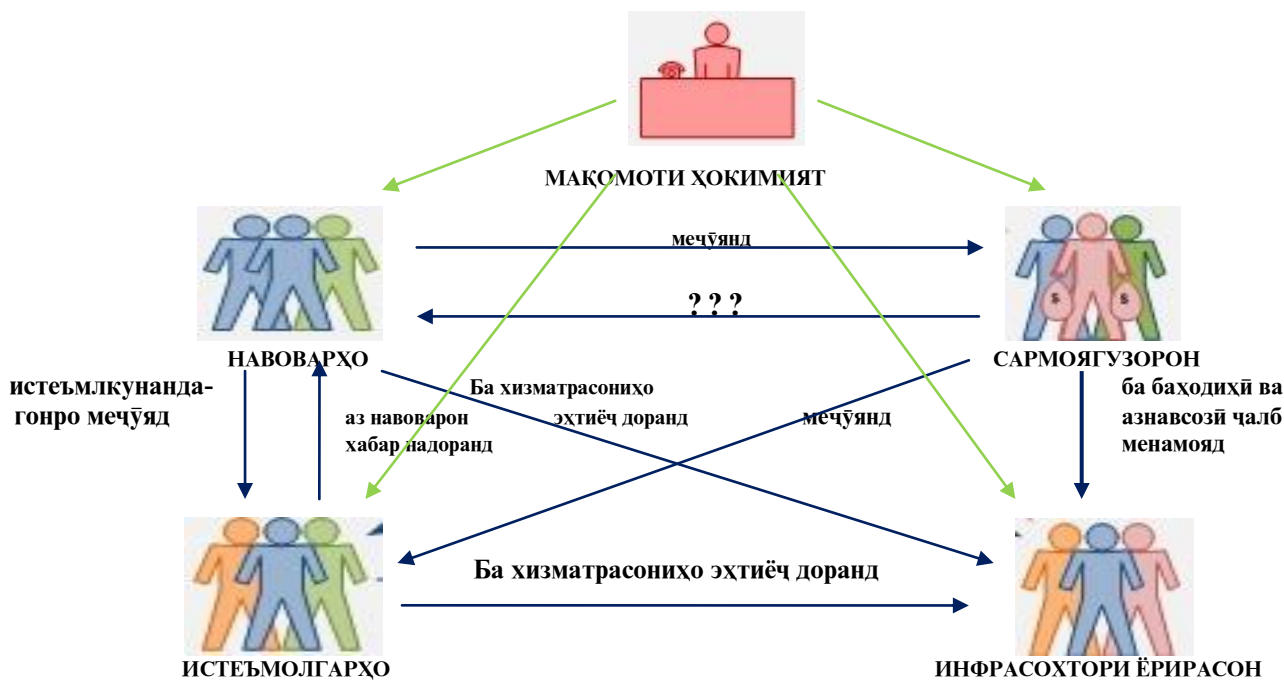 МАҚОМОТИ ҲОКИМИЯТ
меҷӯянд
? ? ?
НАВОВАРҲО
САРМОЯГУЗОРОН
истеъмлкунанда-
гонро меҷӯяд
аз навоварон
хабар надоранд
Ба хизматрасониҳо
эҳтиёҷ доранд
меҷӯянд
ба баҳодиҳӣ ва
азнавсозӣ ҷалб
менамояд
Ба хизматрасониҳо эҳтиёҷ доранд
ИСТЕЪМОЛГАРҲО
ИНФРАСОХТОРИ ЁРИРАСОН
$
$